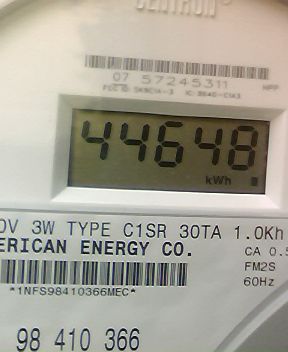 CENTRON
07 57245311
44648
kWh
0V 3W TYPE C1SR 30TA 1.0Kh
ERICAN ENERGY CO.
CA 0.5
FM2S
60Hz
*1NFS98410366MEC*
98 410 366